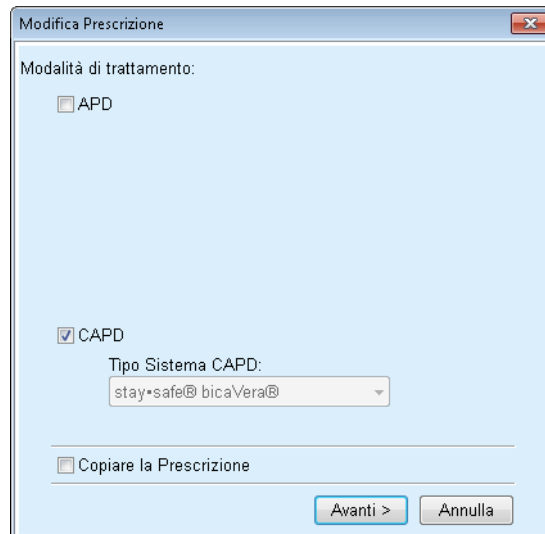 Modifica Prescrizione
Modalità di trattamento:
APD
CAPD
Tipo Sistema CAPD:
stay•safe® bicaVera®
Copiare la Prescrizione
Avanti >
Annulla